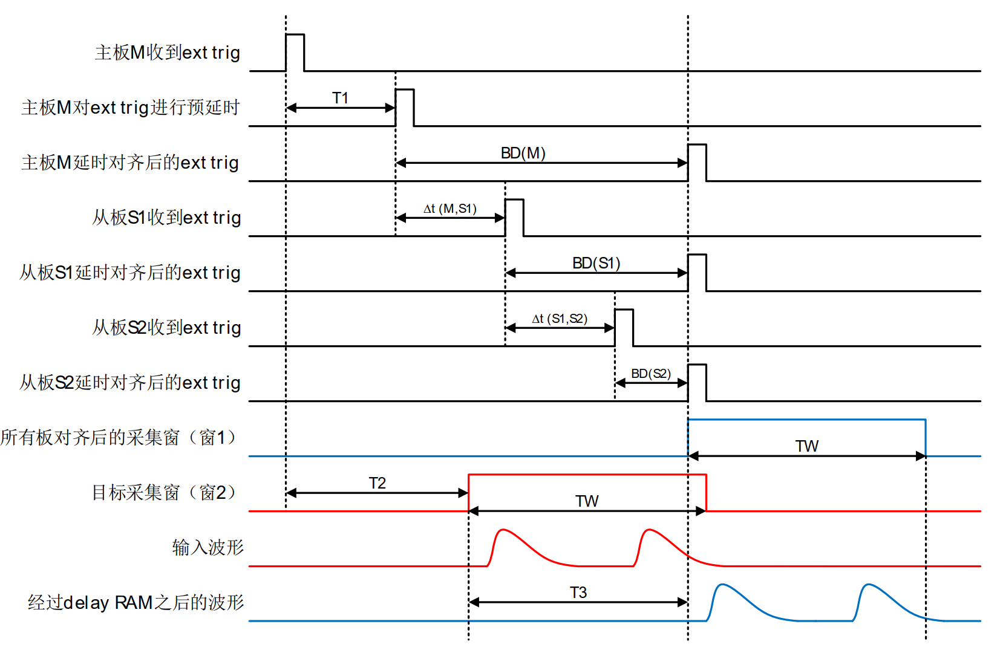 主板M收到ext trig
主板M对ext trig进行预延时
T1
主板M延时对齐后的ext trig
BD(M)
从板S1收到ext trig
Δt (M,S1)
从板S1延时对齐后的ext trig
BD(S1)
从板S2收到ext trig
Δt (S1,S2)
从板S2延时对齐后的ext trig
BD(S2)
所有板对齐后的采集窗（窗1）
TW
目标采集窗（窗2）
T2
TW
输入波形
经过delay RAM之后的波形
T3